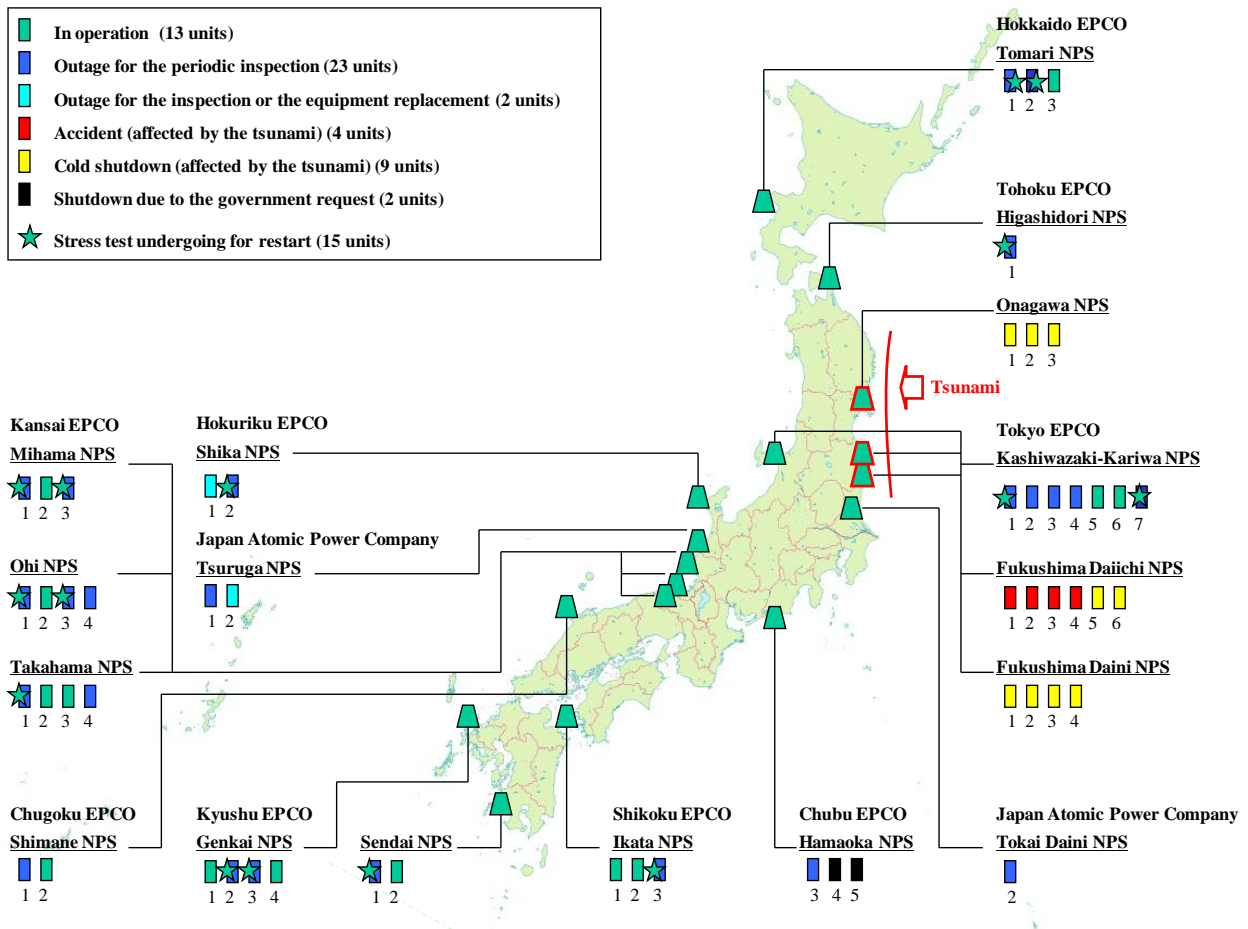 In operation (13 units)
Outage for the periodic inspection (23 units)
Outage for the inspection or the equipment replacement (2 units)
Accident (affected by the tsunami) (4 units)
Cold shutdown (affected by the tsunami) (9 units)
Shutdown due to the government request (2 units)
Stress test undergoing for restart (15 units)
Hokkaido EPCO
Tomari NPS
1 2 3
Tohoku EPCO
Higashidori NPS
1
Onagawa NPS
1 2 3
Tsunami
Tokyo EPCO
Kashiwazaki-Kariwa NPS
1 2 3 4 5 6 7
Fukushima Daiichi NPS
1 2 3 4 5 6
Fukushima Daini NPS
1 2 3 4
Kansai EPCO
Mihama NPS
1 2 3
Ohi NPS
1 2 3 4
Takahama NPS
1 2 3 4
Hokuriku EPCO
Shika NPS
1 2
Japan Atomic Power Company
Tsuruga NPS
1 2
Chugoku EPCO
Shimane NPS
1 2
Kyushu EPCO
Genkai NPS
1 2 3 4
Sendai NPS
1 2
Shikoku EPCO
Ikata NPS
1 2 3
Chubu EPCO
Hamaoka NPS
3 4 5
Japan Atomic Power Company
Tokai Daini NPS
2